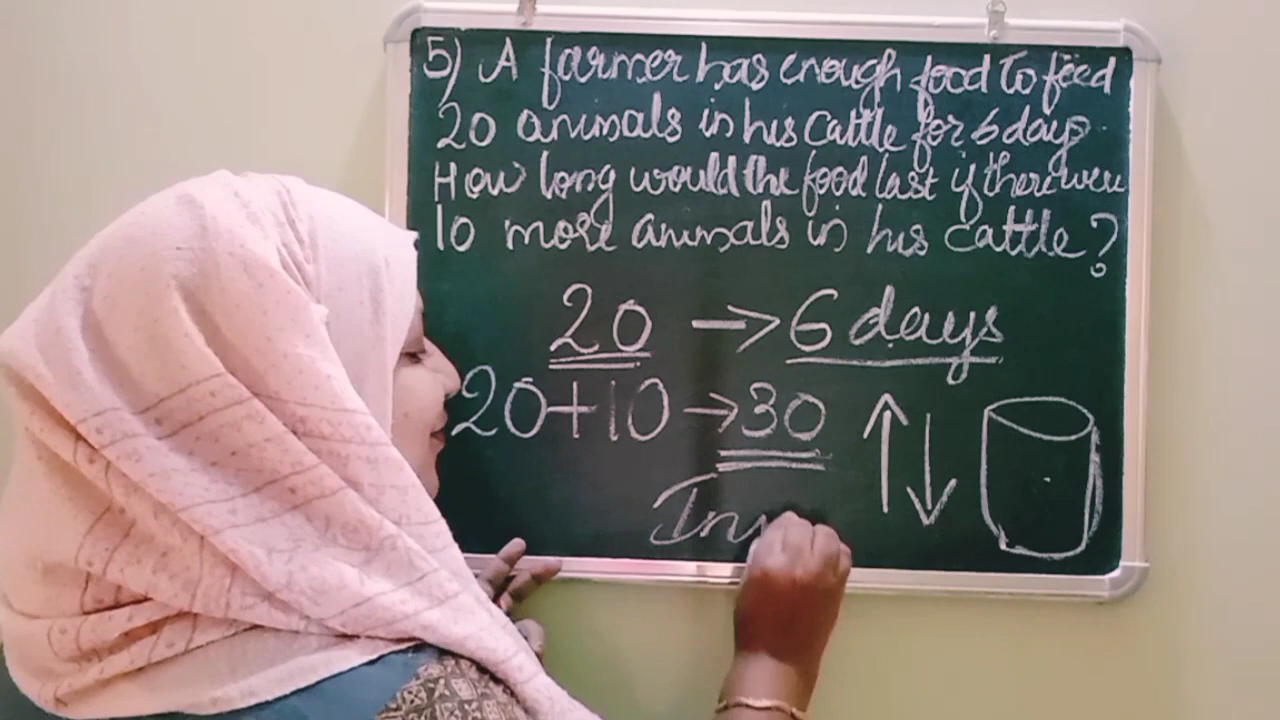 5) A farmer has enough food to feed
20 animals in his cattle for 6 days.
How long would the food last if there were
10 more animals in his cattle?
20 → 6 days
20+10 → 30 ↑ ↓
Inv